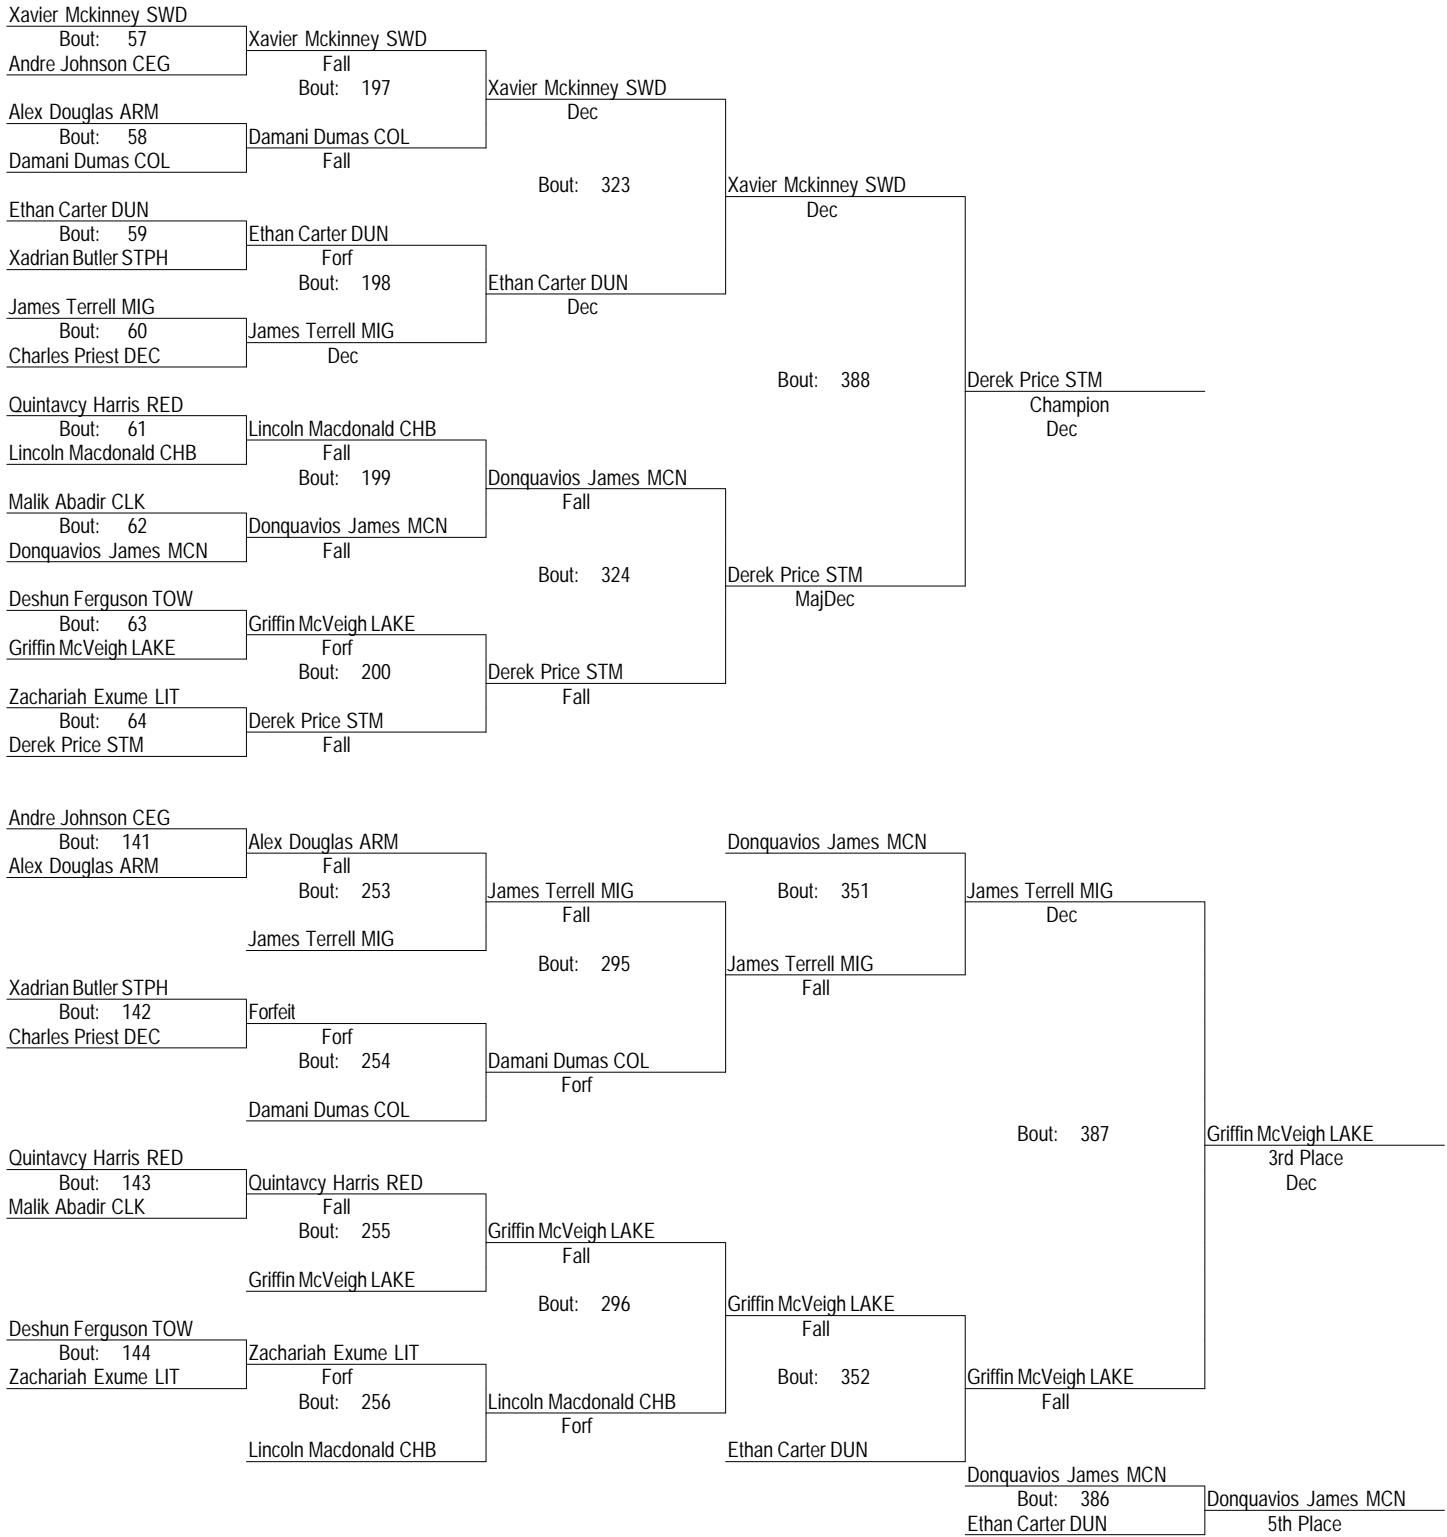 Xavier Mckinney SWD
Bout: 57
Xavier Mckinney SWD
Andre Johnson CEG
Fall
Bout: 197
Xavier Mckinney SWD
Alex Douglas ARM
Dec
Bout: 58
Damani Dumas COL
Damani Dumas COL
Fall
Bout: 323
Xavier Mckinney SWD
Ethan Carter DUN
Dec
Bout: 59
Ethan Carter DUN
Xadrian Butler STPH
Forf
Bout: 198
Ethan Carter DUN
James Terrell MIG
Dec
Bout: 60
James Terrell MIG
Charles Priest DEC
Dec
Bout: 388
Derek Price STM
Quintavcy Harris RED
Champion
Bout: 61
Lincoln Macdonald CHB
Dec
Lincoln Macdonald CHB
Fall
Bout: 199
Donquavios James MCN
Malik Abadir CLK
Fall
Bout: 62
Donquavios James MCN
Donquavios James MCN
Fall
Bout: 324
Derek Price STM
Deshun Ferguson TOW
MajDec
Bout: 63
Griffin McVeigh LAKE
Griffin McVeigh LAKE
Forf
Bout: 200
Derek Price STM
Zachariah Exume LIT
Fall
Bout: 64
Derek Price STM
Derek Price STM
Fall
Andre Johnson CEG
Bout: 141
Alex Douglas ARM
Donquavios James MCN
Alex Douglas ARM
Fall
Bout: 253
James Terrell MIG
Bout: 351
James Terrell MIG
Fall
Dec
James Terrell MIG
Bout: 295
James Terrell MIG
Xadrian Butler STPH
Fall
Bout: 142
Forfeit
Charles Priest DEC
Forf
Bout: 254
Damani Dumas COL
Forf
Damani Dumas COL
Bout: 387
Griffin McVeigh LAKE
Quintavcy Harris RED
3rd Place
Bout: 143
Quintavcy Harris RED
Dec
Malik Abadir CLK
Fall
Bout: 255
Griffin McVeigh LAKE
Fall
Griffin McVeigh LAKE
Bout: 296
Griffin McVeigh LAKE
Deshun Ferguson TOW
Fall
Bout: 144
Zachariah Exume LIT
Zachariah Exume LIT
Forf
Bout: 352
Griffin McVeigh LAKE
Bout: 256
Lincoln Macdonald CHB
Fall
Forf
Lincoln Macdonald CHB
Ethan Carter DUN
Donquavios James MCN
Bout: 386
Donquavios James MCN
Ethan Carter DUN
5th Place